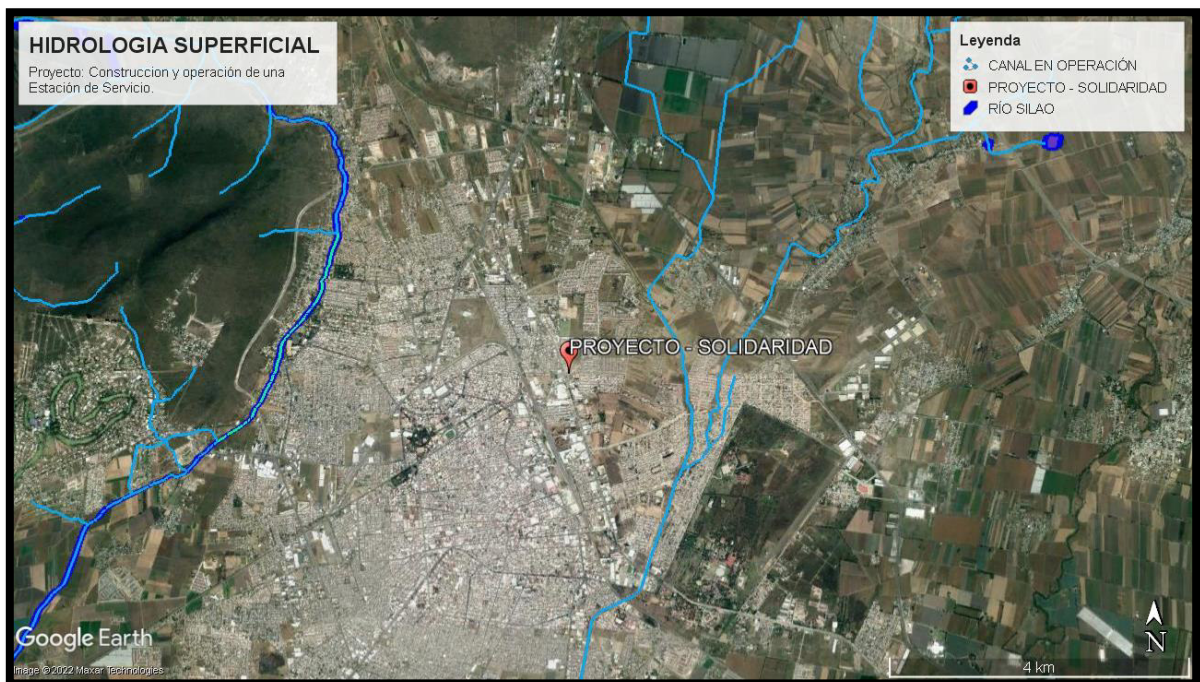 HIDROLOGIA SUPERFICIAL
Proyecto: Construccion y operación de una
Estación de Servicio.
Leyenda
CANAL EN OPERACIÓN
PROYECTO - SOLIDARIDAD
RÍO SILAO
PROYECTO - SOLIDARIDAD
Google Earth
Image © 2022 Maxar Technologies
N
4 km